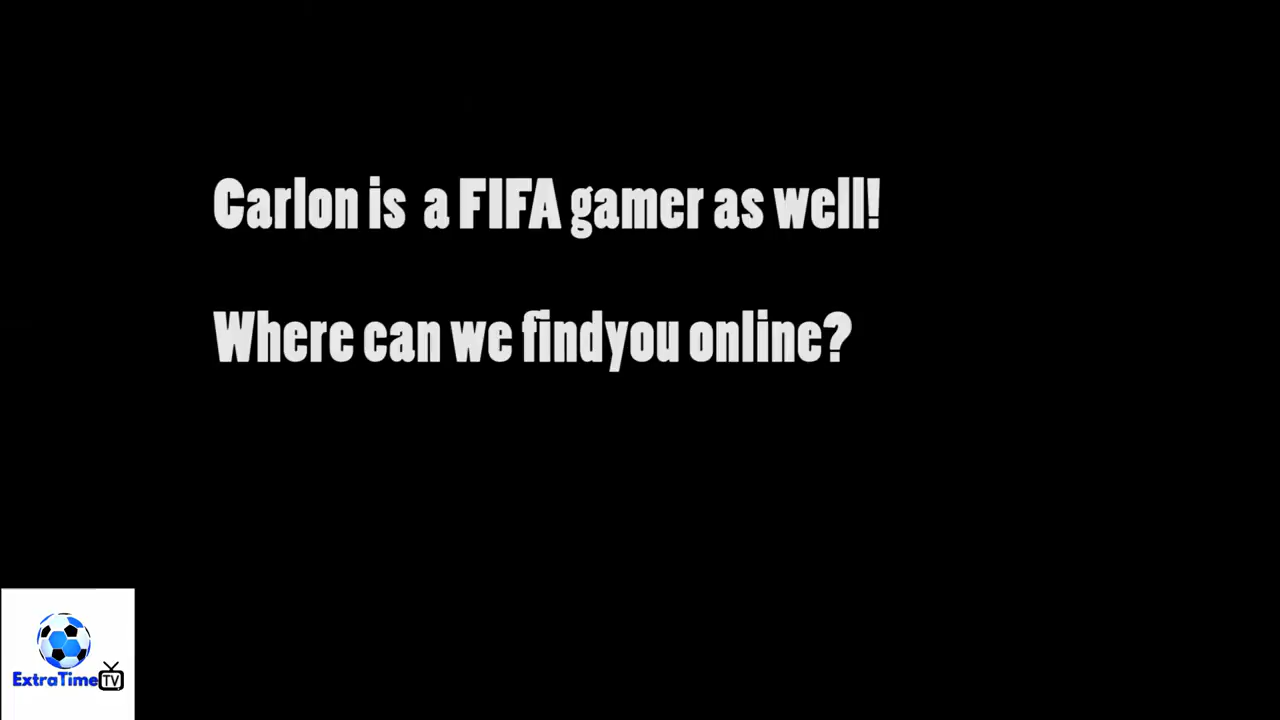 Carlon is  a FIFA gamer as well!
Where can we findyou online?
ExtraTime TV